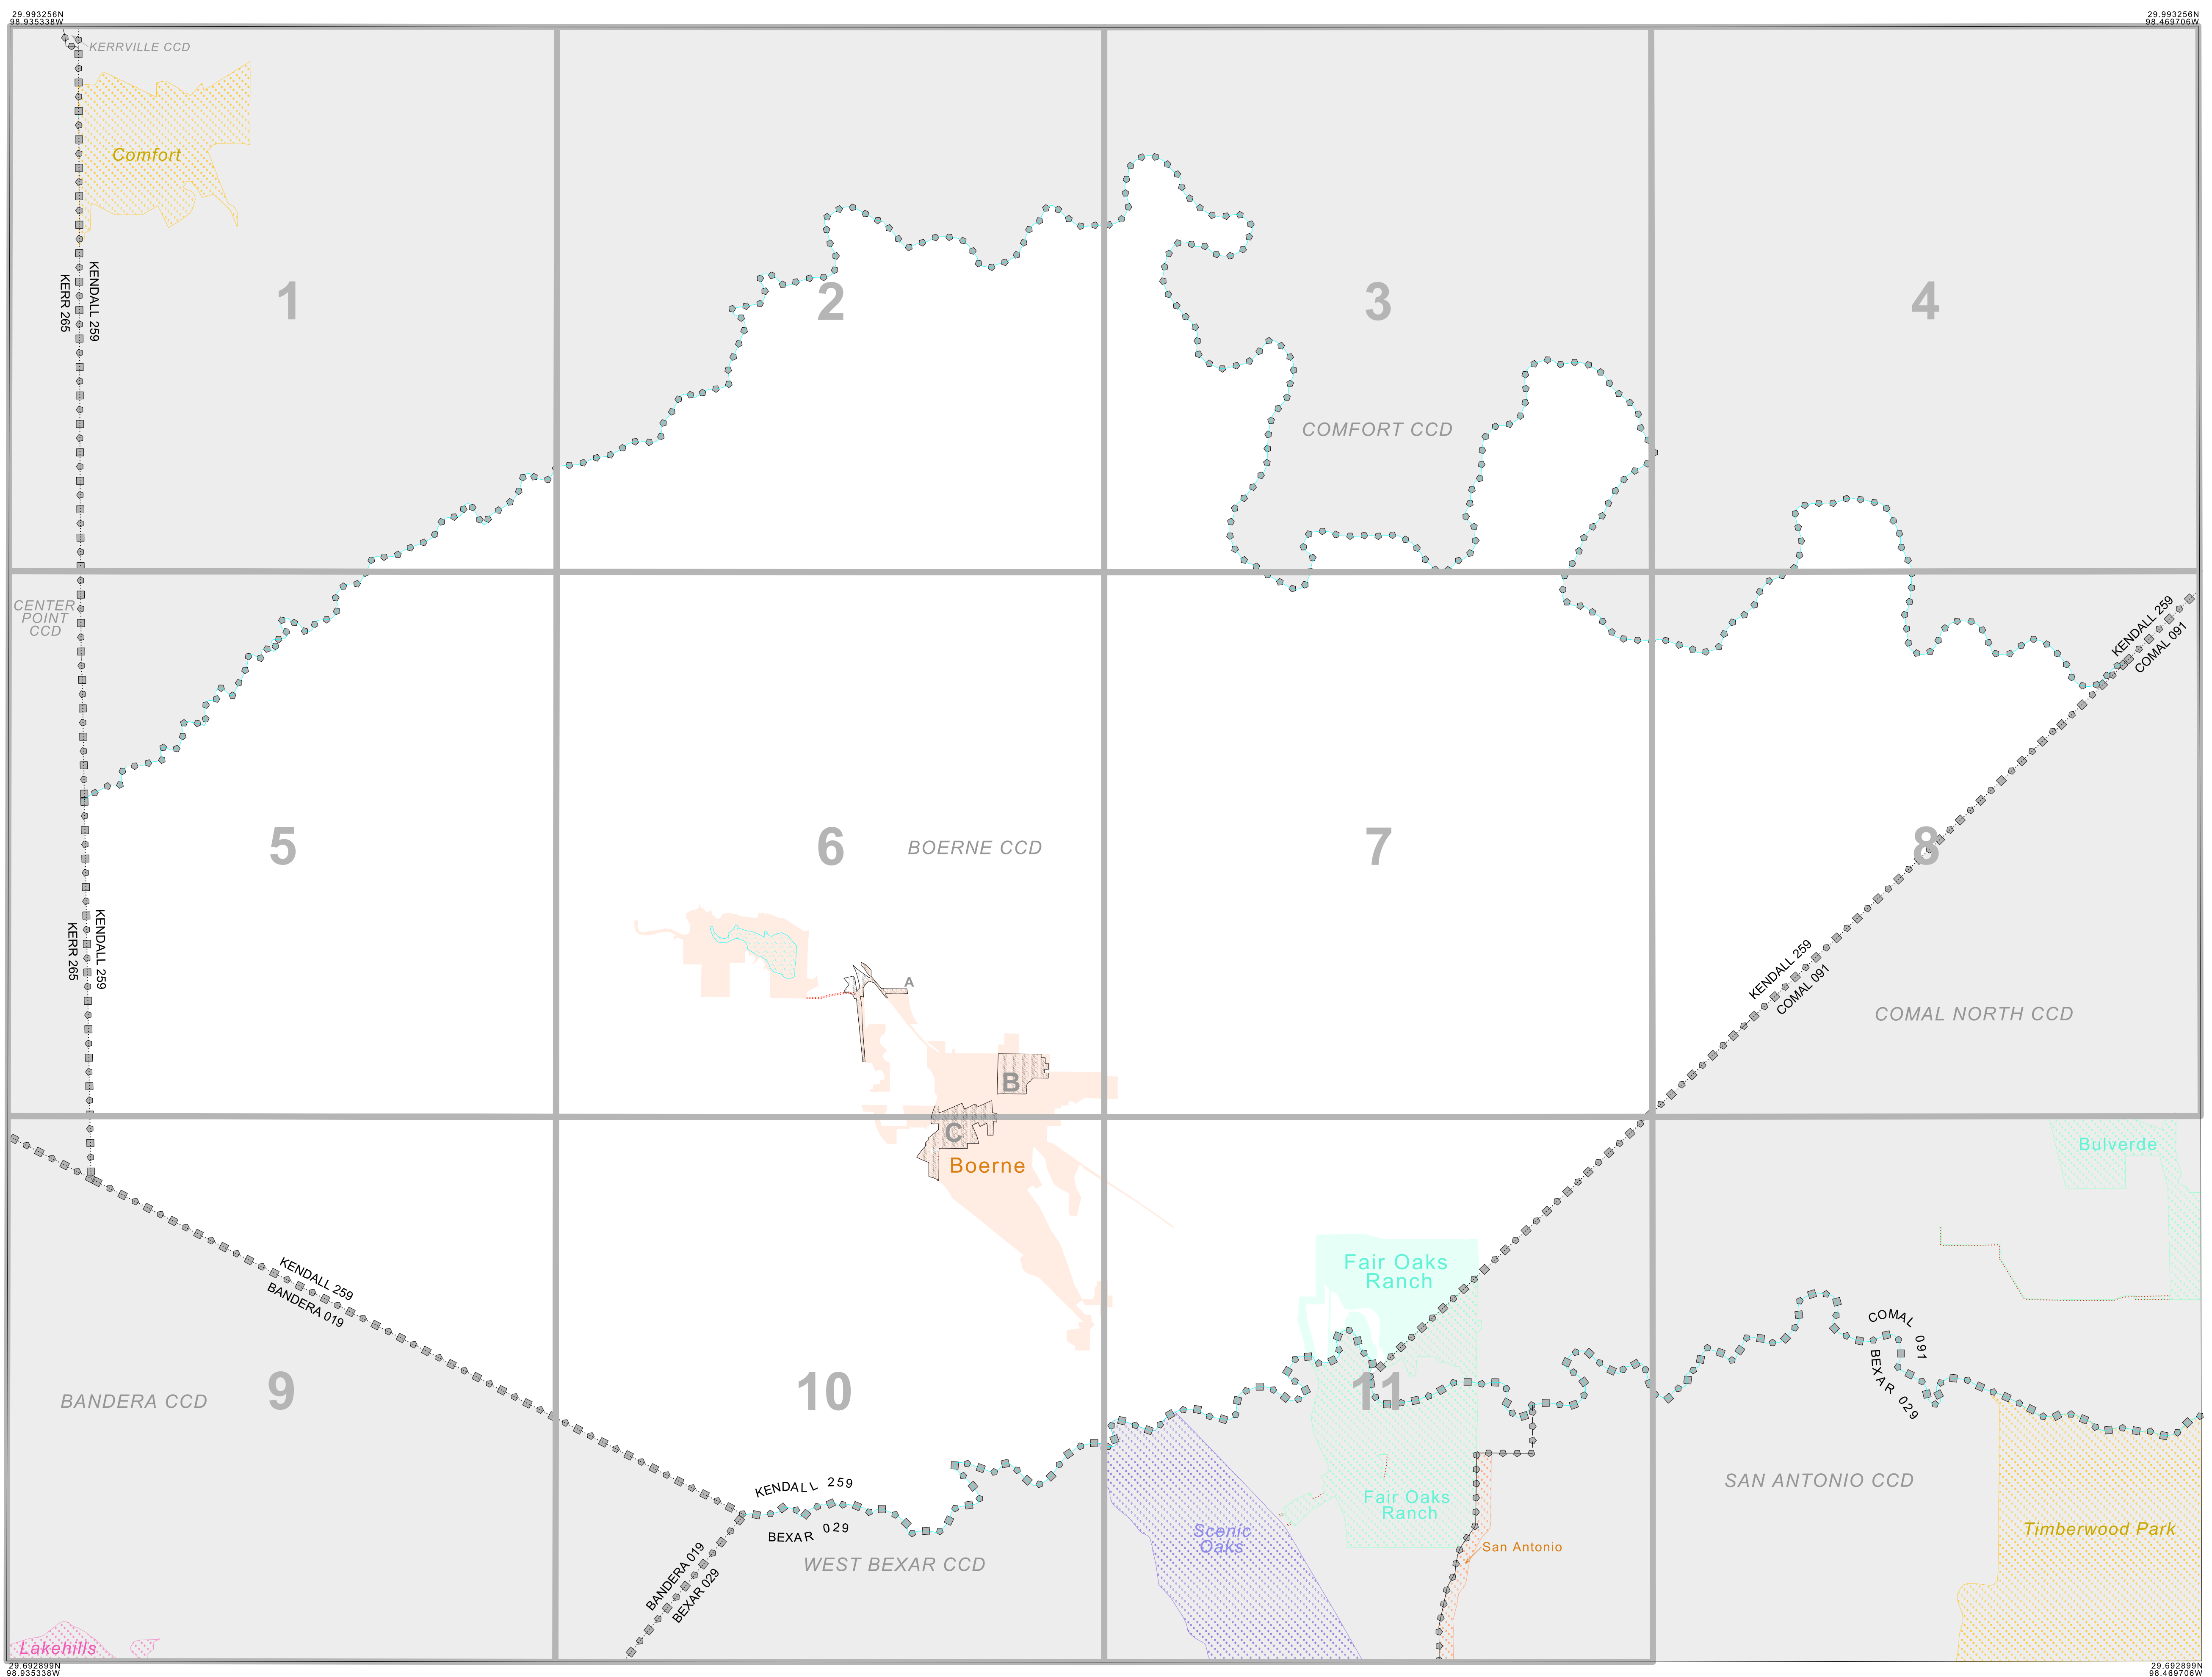 29.993256N
98.935338W
29.993256N
98.469706W
KERRVILLE CCD
Comfort
KENDALL 259
KERR 265
1
2
3
4
COMFORT CCD
CENTER
POINT
CCD
KENDALL 259
COMAL 091
5
6
BOERNE CCD
7
8
KENDALL 259
KERR 265
KENDALL 259
COMAL 091
A
COMAL NORTH CCD
B
C
Boerne
Bulverde
KENDALL 259
BANDERA 019
Fair Oaks
Ranch
COMAL 091
BEXAR 029
BANDERA CCD
9
10
11
KENDALL 259
BEXAR 029
SAN ANTONIO CCD
Fair Oaks
Ranch
Scenic
Oaks
Timberwood Park
San Antonio
WEST BEXAR CCD
BANDERA 019
BEXAR 029
Lakehills
29.692899N
98.935338W
29.692899N
98.469706W